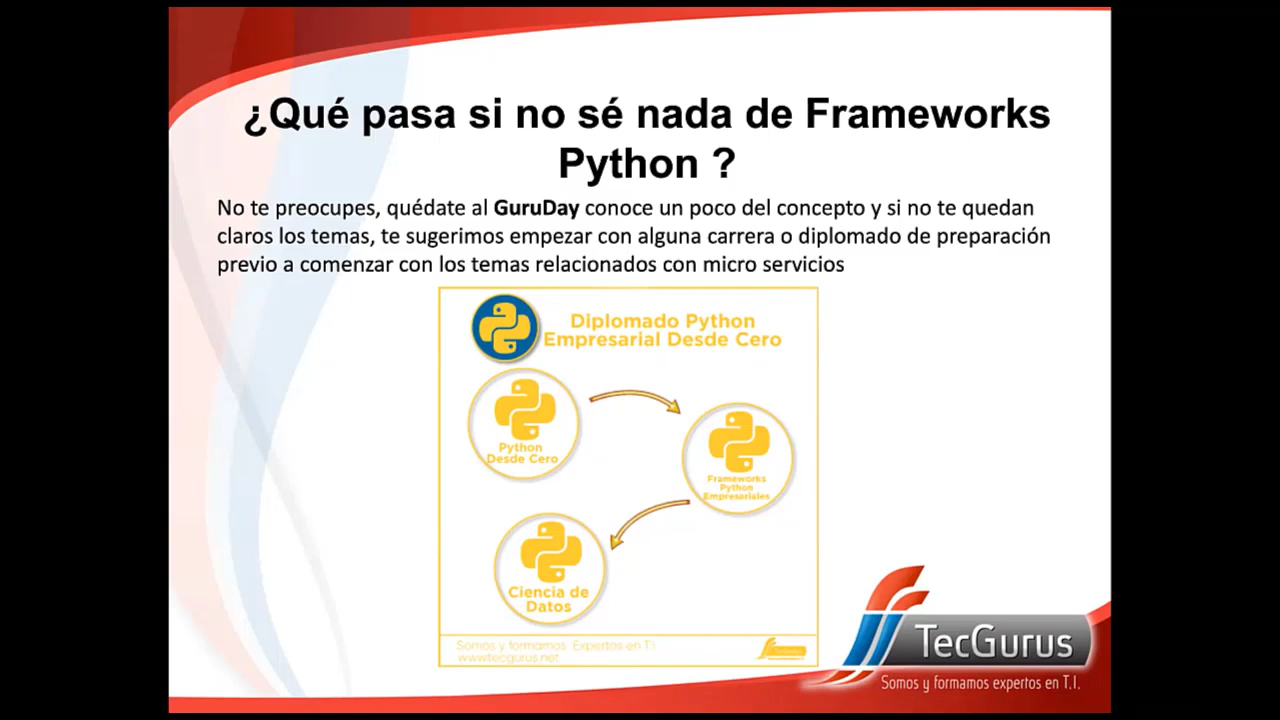 ¿Qué pasa si no sé nada de Frameworks
Python ?
No te preocupes, quédate al GuruDay conoce un poco del concepto y si no te quedan
claros los temas, te sugerimos empezar con alguna carrera o diplomado de preparación
previo a comenzar con los temas relacionados con micro servicios
Diplomado Python
Empresarial Desde Cero
Python
Desde Cero
Frameworks
Python
Empresariales
Ciencia de
Datos
Somos y formamos Expertos en T.I
www.tecgurus.net
TecGurus
TecGurus
Somos y formamos expertos en T.I.